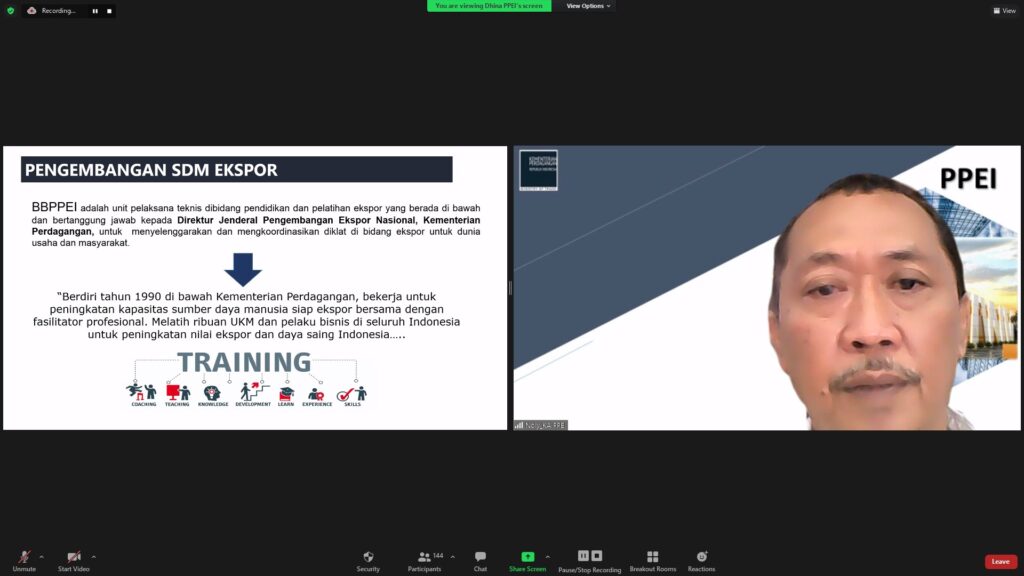 Recording...
You are viewing Dhina PPEI's screen
View Options
View
PENGEMBANGAN SDM EKSPOR
BBPPEI adalah unit pelaksana teknis dibidang pendidikan dan pelatihan ekspor yang berada di bawah
dan bertanggung jawab kepada Direktur Jenderal Pengembangan Ekspor Nasional, Kementerian
Perdagangan, untuk menyelenggarakan dan mengkoordinasikan diklat di bidang ekspor untuk dunia
usaha dan masyarakat.
"Berdiri tahun 1990 di bawah Kementerian Perdagangan, bekerja untuk
peningkatan kapasitas sumber daya manusia siap ekspor bersama dengan
fasilitator profesional. Melatih ribuan UKM dan pelaku bisnis di seluruh Indonesia
untuk peningkatan nilai ekspor dan daya saing Indonesia.....
TRAINING
COACHING TEACHING KNOWLEDGE DEVELOPMENT LEARN EXPERIENCE SKILLS
KEMENTERIAN
PERDAGANGAN
REPUBLIK INDONESIA
MINISTRY OF TRADE
PPEI
Unmute
Start Video
Security
Participants 144
Chat
Share Screen
Pause/Stop Recording
Breakout Rooms
Reactions
Leave